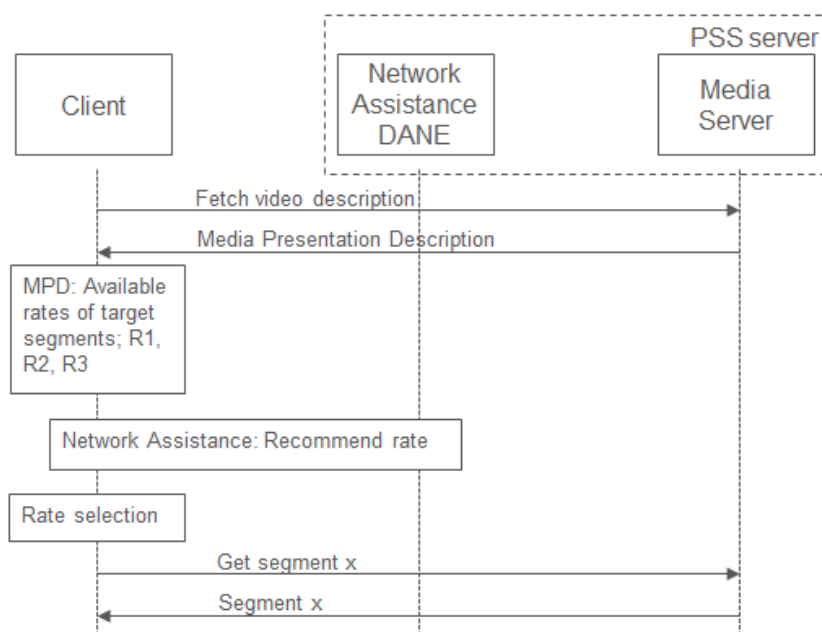 PSS server
Client
Network
Assistance
DANE
Media
Server
Fetch video description
Media Presentation Description
MPD: Available
rates of target
segments; R1,
R2, R3
Network Assistance: Recommend rate
Rate selection
Get segment x
Segment x